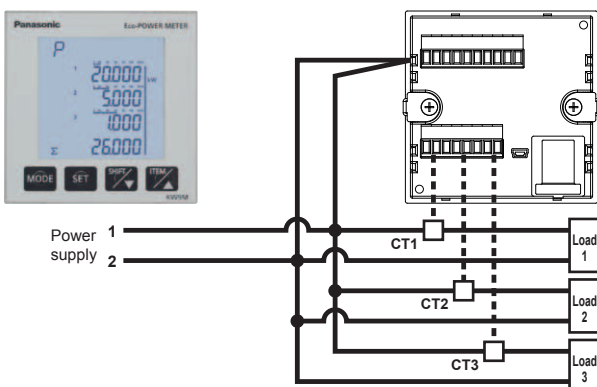 Panasonic Eco-POWER METER
P
1 20.000 kW
2 5.000
3 1.000
Σ 26.000
MODE SET SHIFT ITEM
KW9M
Power supply
1
2
CT1
Load 1
CT2
Load 2
CT3
Load 3